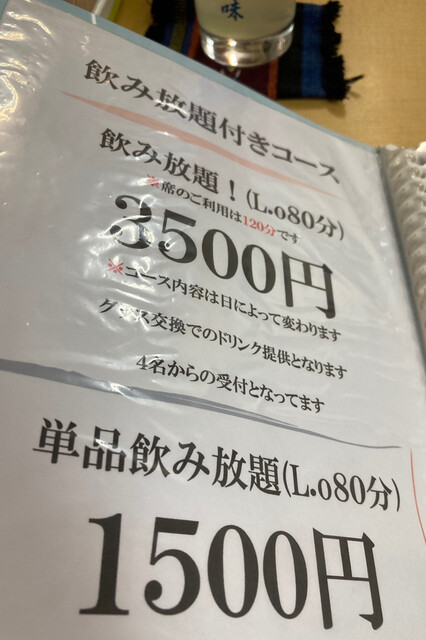 味
飲み放題付きコース
飲み放題！(L.o80分)
※席のご利用は120分です
3500円
※コース内容は日によって変わります
グラス交換でのドリンク提供となります
4名からの受付となってます
単品飲み放題(L.o80分)
1500円